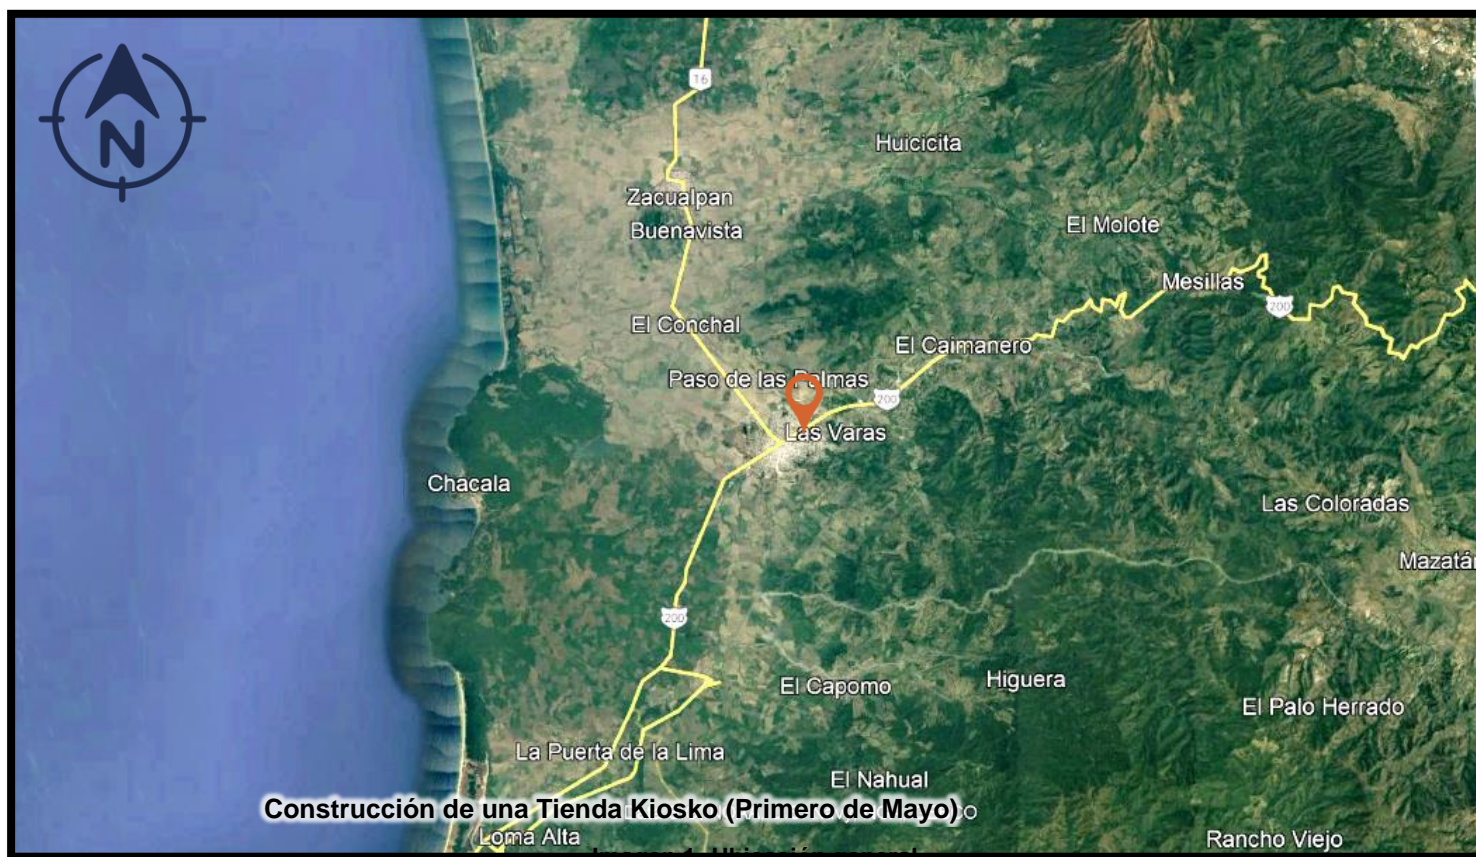 16
Huicicita
N
Zacualpan
El Molote
Buenavista
Mesillas
200
El Conchal
El Caimanero
Paso de las Palmas
200
Las Varas
Chacala
Las Coloradas
Mazatán
200
Higuera
El Capomo
El Palo Herrado
La Puerta de la Lima
El Nahual
Construcción de una Tienda Kiosko (Primero de Mayo)
Loma Alta
Rancho Viejo